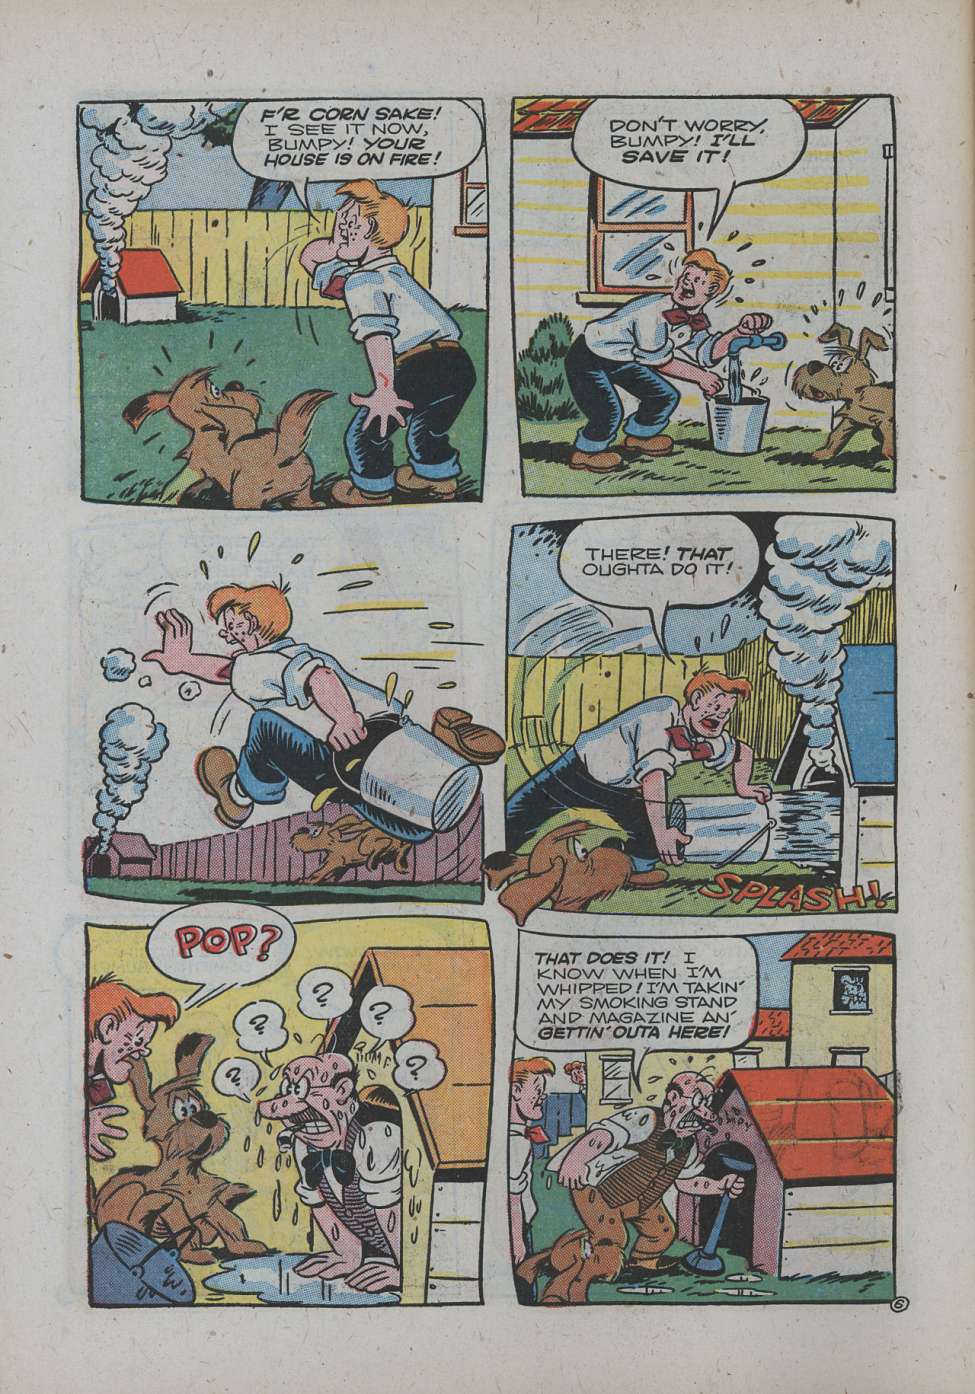 F'R CORN SAKE!
I SEE IT NOW,
BUMPY! YOUR
HOUSE IS ON FIRE!
DON'T WORRY,
BUMPY! I'LL
SAVE IT!
THERE! THAT
OUGHTA DO IT!
SPLASH!
POP?
?
?
?
?
?
THAT DOES IT! I
KNOW WHEN I'M
WHIPPED! I'M TAKIN'
MY SMOKING STAND
AND MAGAZINE AN'
GETTIN' OUTA HERE!
6